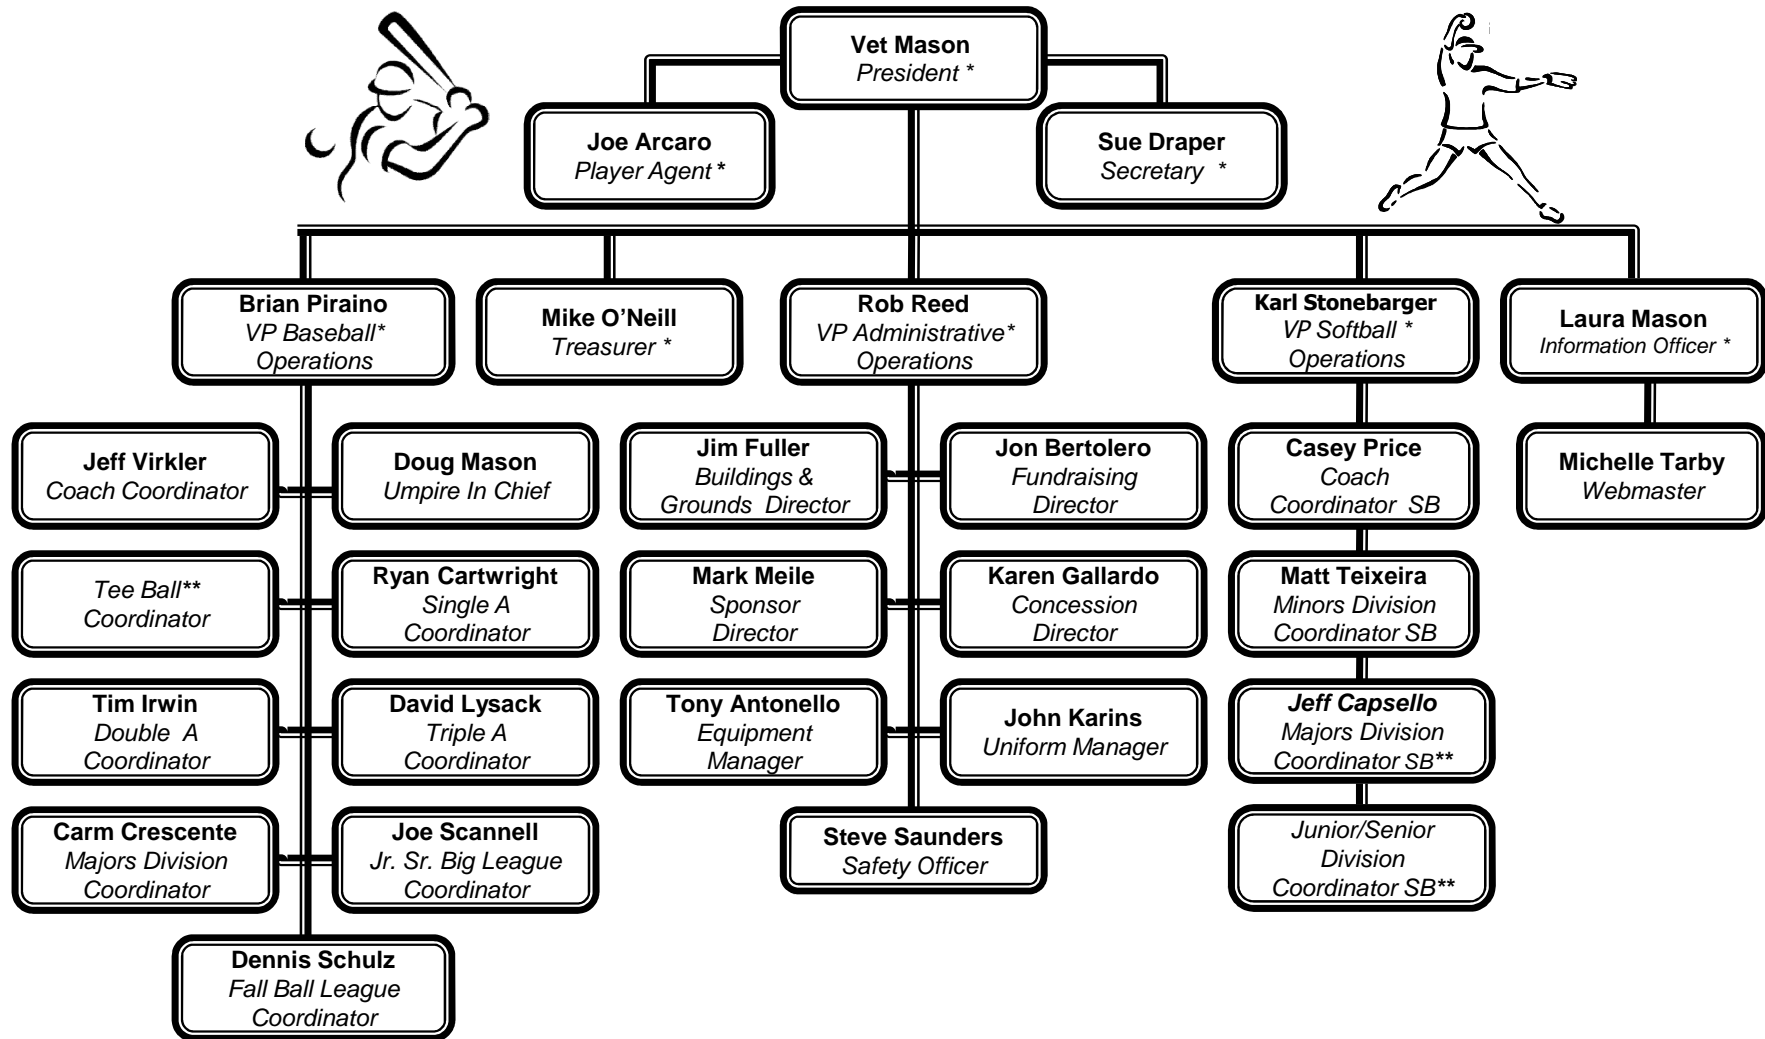 Vet Mason
President *
Joe Arcaro
Player Agent *
Sue Draper
Secretary *
Brian Piraino
VP Baseball*
Operations
Mike O'Neill
Treasurer *
Rob Reed
VP Administrative*
Operations
Karl Stonebarger
VP Softball *
Operations
Laura Mason
Information Officer *
Jeff Virkler
Coach Coordinator
Doug Mason
Umpire In Chief
Jim Fuller
Buildings &
Grounds Director
Jon Bertolero
Fundraising
Director
Casey Price
Coach
Coordinator SB
Michelle Tarby
Webmaster
Tee Ball**
Coordinator
Ryan Cartwright
Single A
Coordinator
Mark Meile
Sponsor
Director
Karen Gallardo
Concession
Director
Matt Teixeira
Minors Division
Coordinator SB
Tim Irwin
Double A
Coordinator
David Lysack
Triple A
Coordinator
Tony Antonello
Equipment
Manager
John Karins
Uniform Manager
Jeff Capsello
Majors Division
Coordinator SB**
Carm Crescente
Majors Division
Coordinator
Joe Scannell
Jr. Sr. Big League
Coordinator
Steve Saunders
Safety Officer
Junior/Senior
Division
Coordinator SB**
Dennis Schulz
Fall Ball League
Coordinator